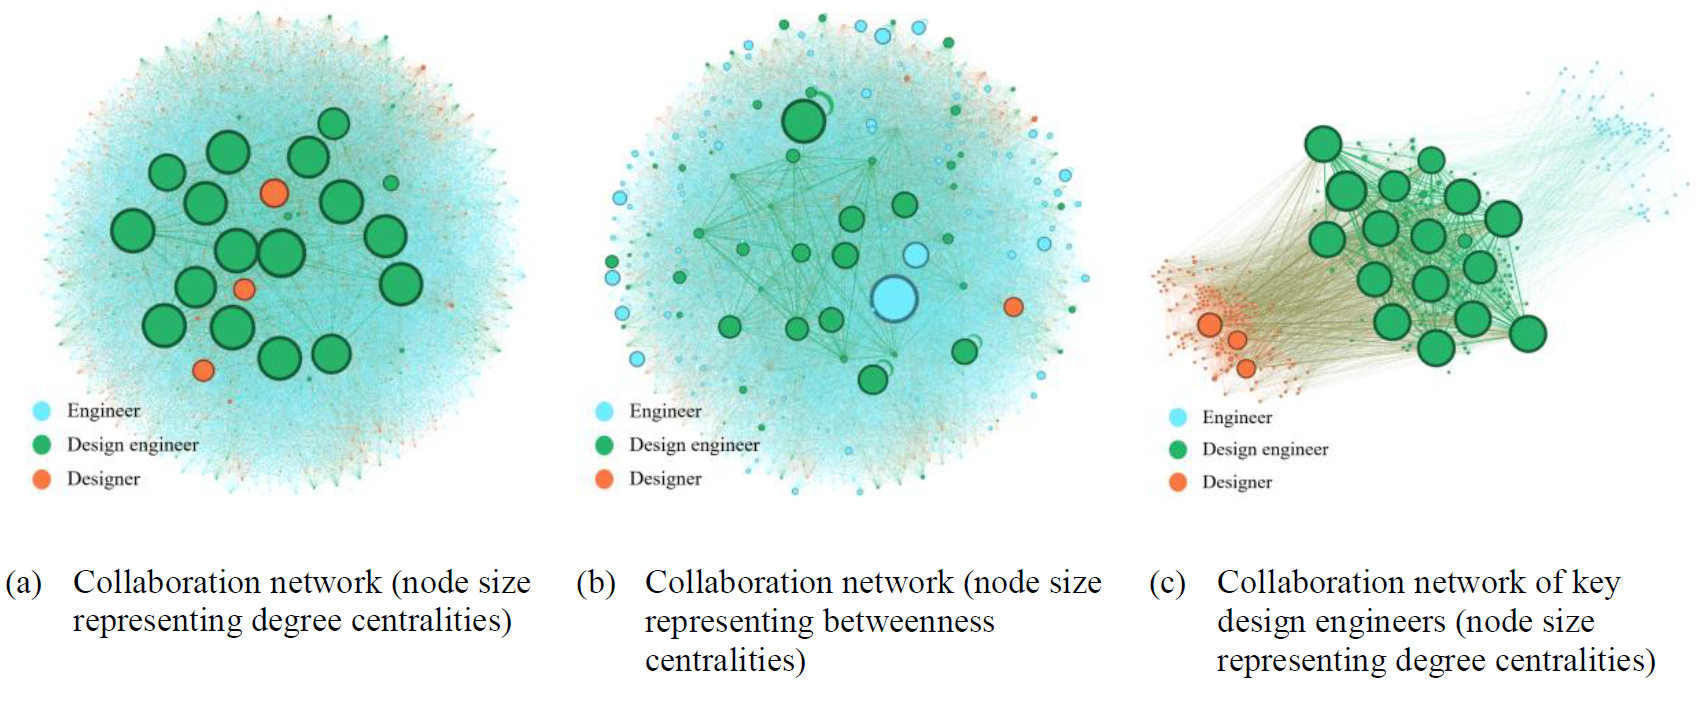 Engineer
Design engineer
Designer
Engineer
Design engineer
Designer
Engineer
Design engineer
Designer
(a) Collaboration network (node size
representing degree centralities)
(b) Collaboration network (node size
representing betweenness
centralities)
(c) Collaboration network of key
design engineers (node size
representing degree centralities)